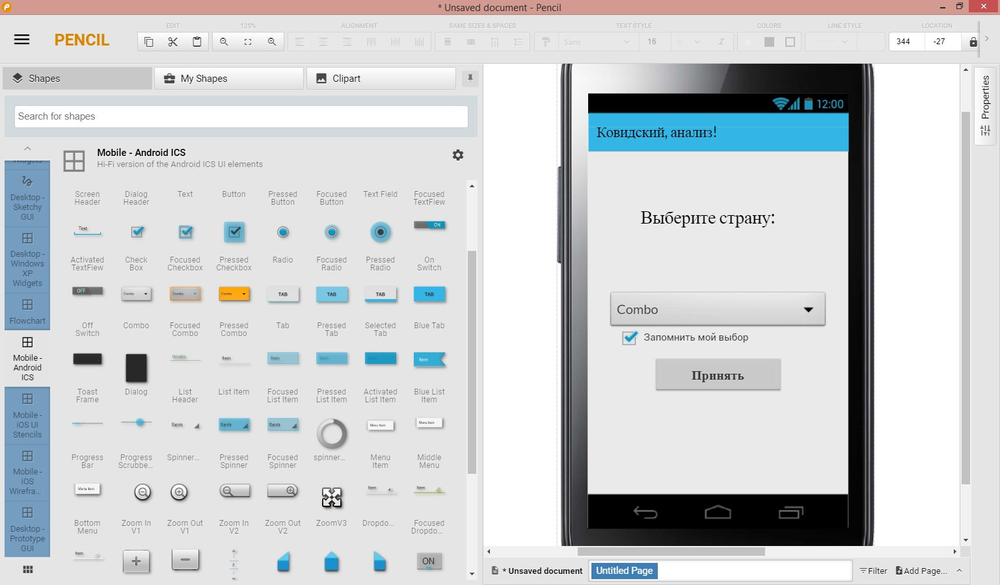 * Unsaved document - Pencil
PENCIL
EDIT
125%
ALIGNMENT
SAME SIZES & SPACES
TEXT STYLE
COLORS
LINE STYLE
LOCATION
Sans
16
344
-27
Shapes
My Shapes
Clipart
Search for shapes
Widgets
Desktop -
Sketchy
GUI
Desktop -
Windows
XP
Widgets
Flowchart
Mobile -
Android
ICS
Mobile -
iOS UI
Stencils
Mobile -
iOS
Wirefra...
Desktop -
Prototype
GUI
Mobile - Android ICS
Hi-Fi version of the Android ICS UI elements
Screen Header
Dialog Header
Text
Button
Pressed Button
Focused Button
Text Field
Focused TextFiew
Text
ON
Activated TextFiew
Check Box
Focused Checkbox
Pressed Checkbox
Radio
Focused Radio
Pressed Radio
On Switch
OFF
Combo
Combo
Combo
TAB
TAB
TAB
TAB
Off Switch
Combo
Focused Combo
Pressed Combo
Tab
Pressed Tab
Selected Tab
Blue Tab
Header
Item
Item
Item
Item
Item
Toast Frame
Dialog
List Header
List Item
Focused List Item
Pressed List Item
Activated List Item
Blue List Item
Item
Item
Item
Menu Item
Menu Item
Progress Bar
Progress Scrubbe...
Spinner...
Pressed Spinner
Focused Spinner
spinner...
Menu Item
Middle Menu
Menu Item
Item
Item
Bottom Menu
Zoom In V1
Zoom Out V1
Zoom In V2
Zoom Out V2
ZoomV3
Dropdo...
Focused Dropdo...
Item
2
ON
12:00
Ковидский, анализ!
Выберите страну:
Combo
Запомнить мой выбор
Принять
Properties
* Unsaved document
Untitled Page
Filter
Add Page...